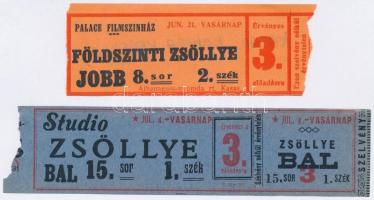 PALACE FILMSZINHÁZ
JUN. 21. VASÁRNAP
FÖLDSZINTI ZSÖLLYE
JOBB 8. sor 2. szék
Érvényes
3.
előadásra
Studio
★ JUL. 4.-VASÁRNAP
ZSÖLLYE
BAL 15. sor 1. szék
3.
★ JUL. 4.-VASÁRNAP
ZSÖLLYE
BAL
15. SOR 1. SZÉK
SZELVÉNY